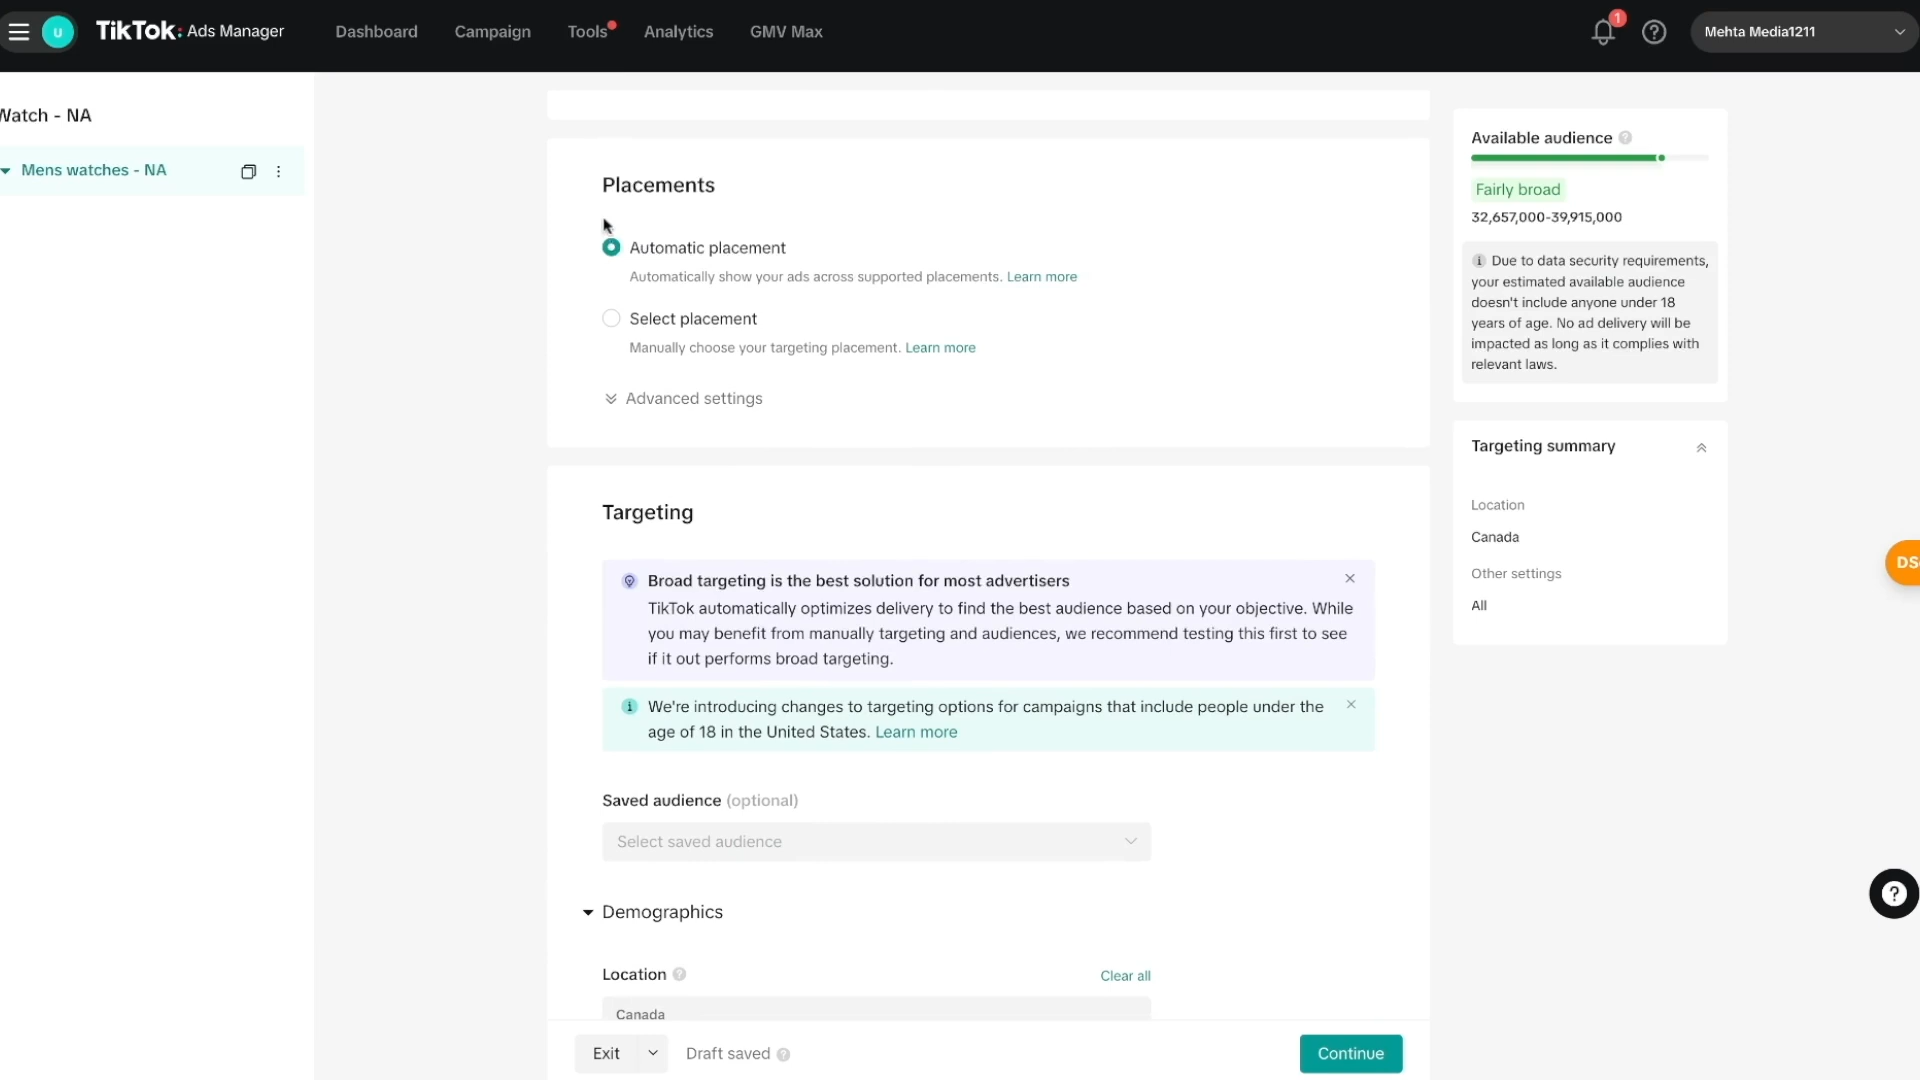 U
TikTok: Ads Manager
Dashboard
Campaign
Tools
Analytics
GMV Max
1
Mehta Media1211
Watch - NA
Mens watches - NA
Placements
Automatic placement
Automatically show your ads across supported placements. Learn more
Select placement
Manually choose your targeting placement. Learn more
Advanced settings
Targeting
Broad targeting is the best solution for most advertisers
TikTok automatically optimizes delivery to find the best audience based on your objective. While
you may benefit from manually targeting and audiences, we recommend testing this first to see
if it out performs broad targeting.
We're introducing changes to targeting options for campaigns that include people under the
age of 18 in the United States. Learn more
Saved audience (optional)
Select saved audience
Demographics
Location
Clear all
Canada
Exit
Draft saved
Continue
Available audience
Fairly broad
32,657,000-39,915,000
Due to data security requirements,
your estimated available audience
doesn't include anyone under 18
years of age. No ad delivery will be
impacted as long as it complies with
relevant laws.
Targeting summary
Location
Canada
Other settings
All
DS